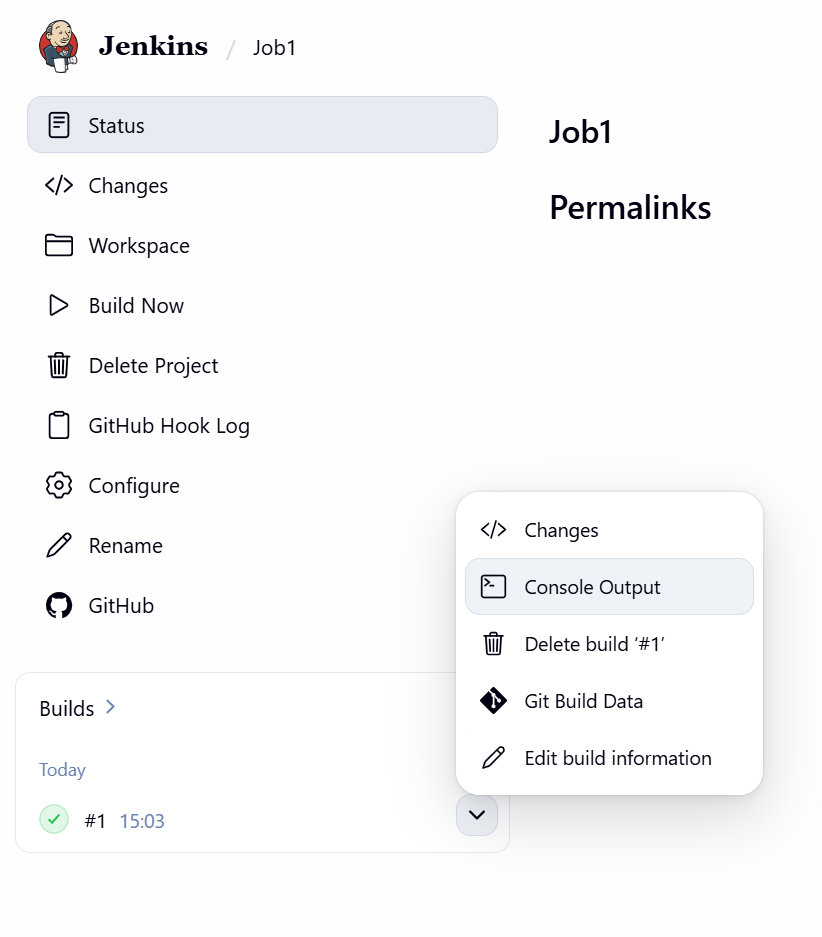 Jenkins / Job1
Status
Changes
Workspace
Build Now
Delete Project
GitHub Hook Log
Configure
Rename
GitHub
Builds
Today
#1 15:03
Job1
Permalinks
Changes
Console Output
Delete build ‘#1’
Git Build Data
Edit build information